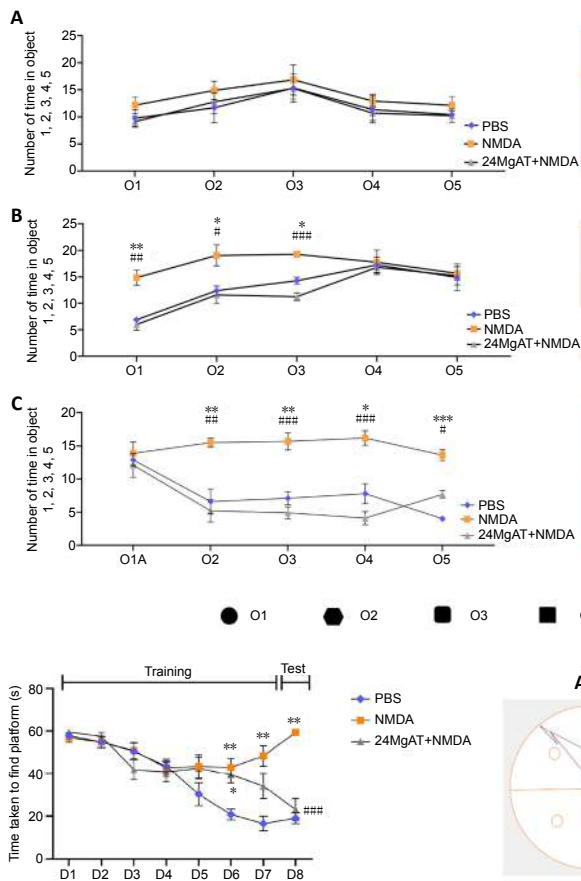 A
Number of time in object
1, 2, 3, 4, 5
25
20
15
10
5
0
O1 O2 O3 O4 O5
PBS
NMDA
24MgAT+NMDA
B
Number of time in object
1, 2, 3, 4, 5
25
20
15
10
5
0
** * *
## # ###
O1 O2 O3 O4 O5
PBS
NMDA
24MgAT+NMDA
C
Number of time in object
1, 2, 3, 4, 5
20
15
10
5
0
** ** * ***
## ### ### #
O1A O2 O3 O4 O5
PBS
NMDA
24MgAT+NMDA
O1 O2 O3
Training Test
Time taken to find platform (s)
80
60
40
20
0
** ** **
*
###
D1 D2 D3 D4 D5 D6 D7 D8
PBS
NMDA
24MgAT+NMDA
A